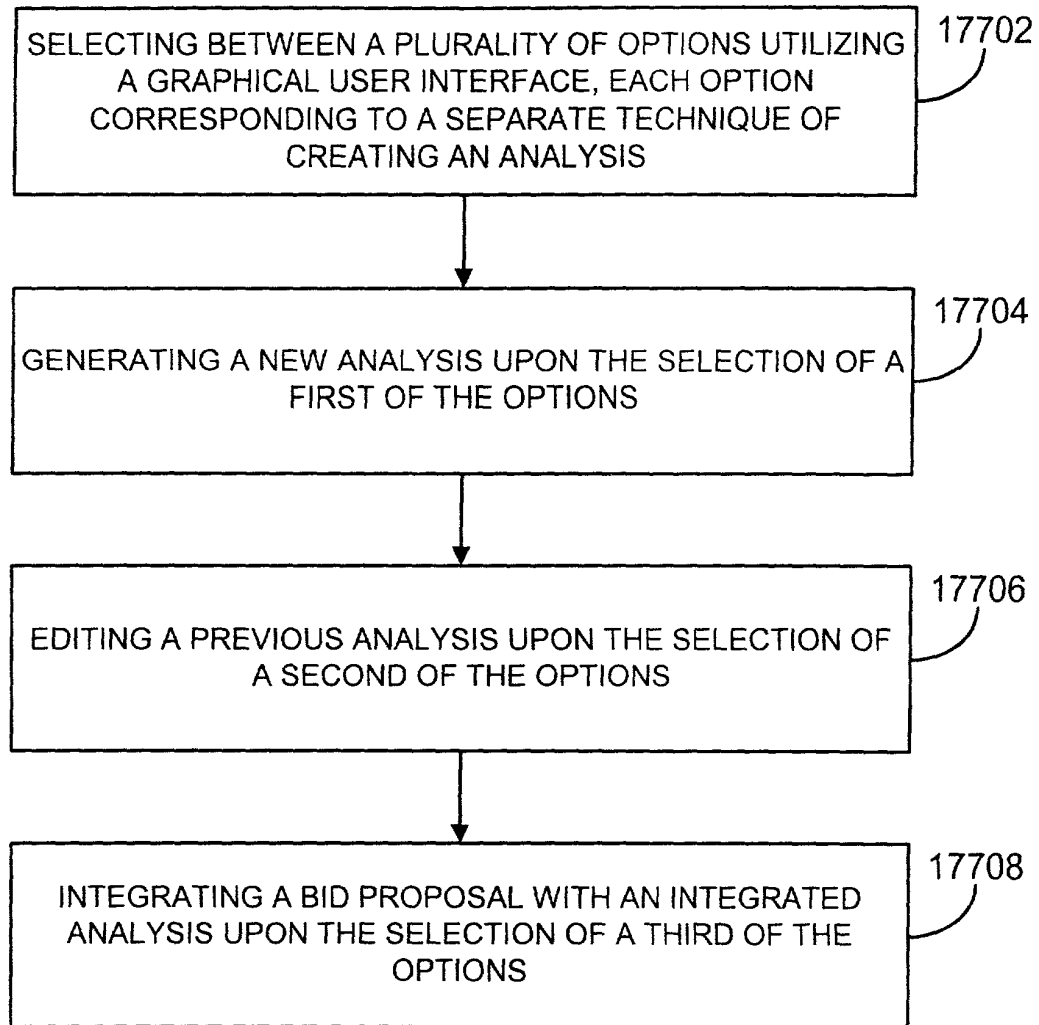 SELECTING BETWEEN A PLURALITY OF OPTIONS UTILIZING
A GRAPHICAL USER INTERFACE, EACH OPTION
CORRESPONDING TO A SEPARATE TECHNIQUE OF
CREATING AN ANALYSIS
17702
GENERATING A NEW ANALYSIS UPON THE SELECTION OF A
FIRST OF THE OPTIONS
17704
EDITING A PREVIOUS ANALYSIS UPON THE SELECTION OF
A SECOND OF THE OPTIONS
17706
INTEGRATING A BID PROPOSAL WITH AN INTEGRATED
ANALYSIS UPON THE SELECTION OF A THIRD OF THE
OPTIONS
17708